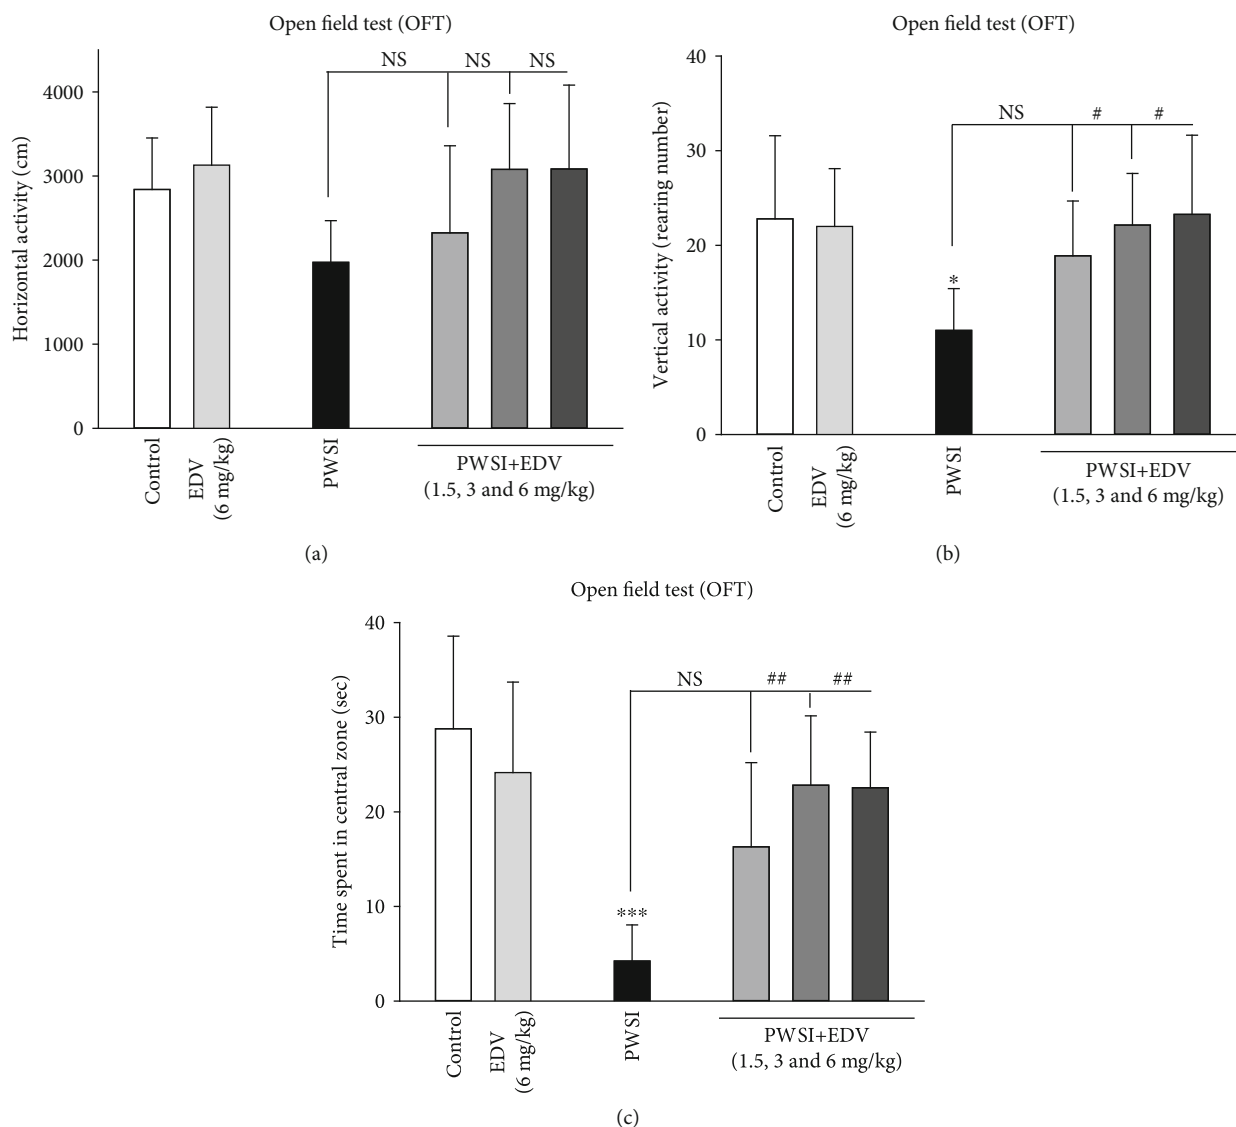 Open field test (OFT)
Horizontal activity (cm)
4000
3000
2000
1000
0
NS
NS
NS
Control
EDV
(6 mg/kg)
PWSI
PWSI+EDV
(1.5, 3 and 6 mg/kg)
(a)
Open field test (OFT)
Vertical activity (rearing number)
40
30
20
10
0
NS
#
#
*
Control
EDV
(6 mg/kg)
PWSI
PWSI+EDV
(1.5, 3 and 6 mg/kg)
(b)
Open field test (OFT)
Time spent in central zone (sec)
40
30
20
10
0
NS
##
##
***
Control
EDV
(6 mg/kg)
PWSI
PWSI+EDV
(1.5, 3 and 6 mg/kg)
(c)